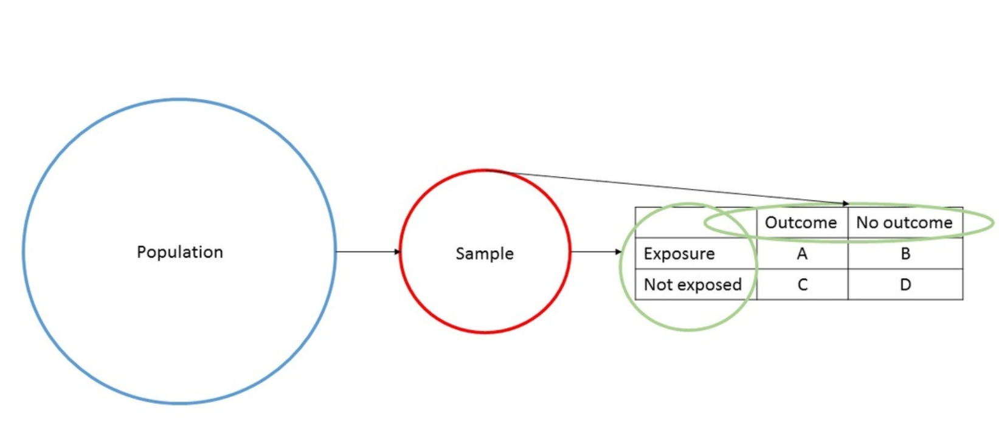 Population
Sample
Outcome No outcome
Exposure A B
Not exposed C D